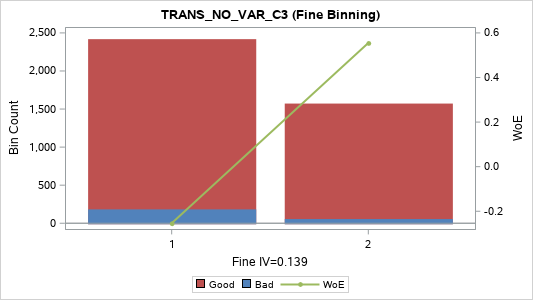 TRANS_NO_VAR_C3 (Fine Binning)
2,500
2,000
1,500
1,000
500
0
Bin Count
0.6
0.4
0.2
0.0
-0.2
WoE
1 2
Fine IV=0.139
Good Bad WoE